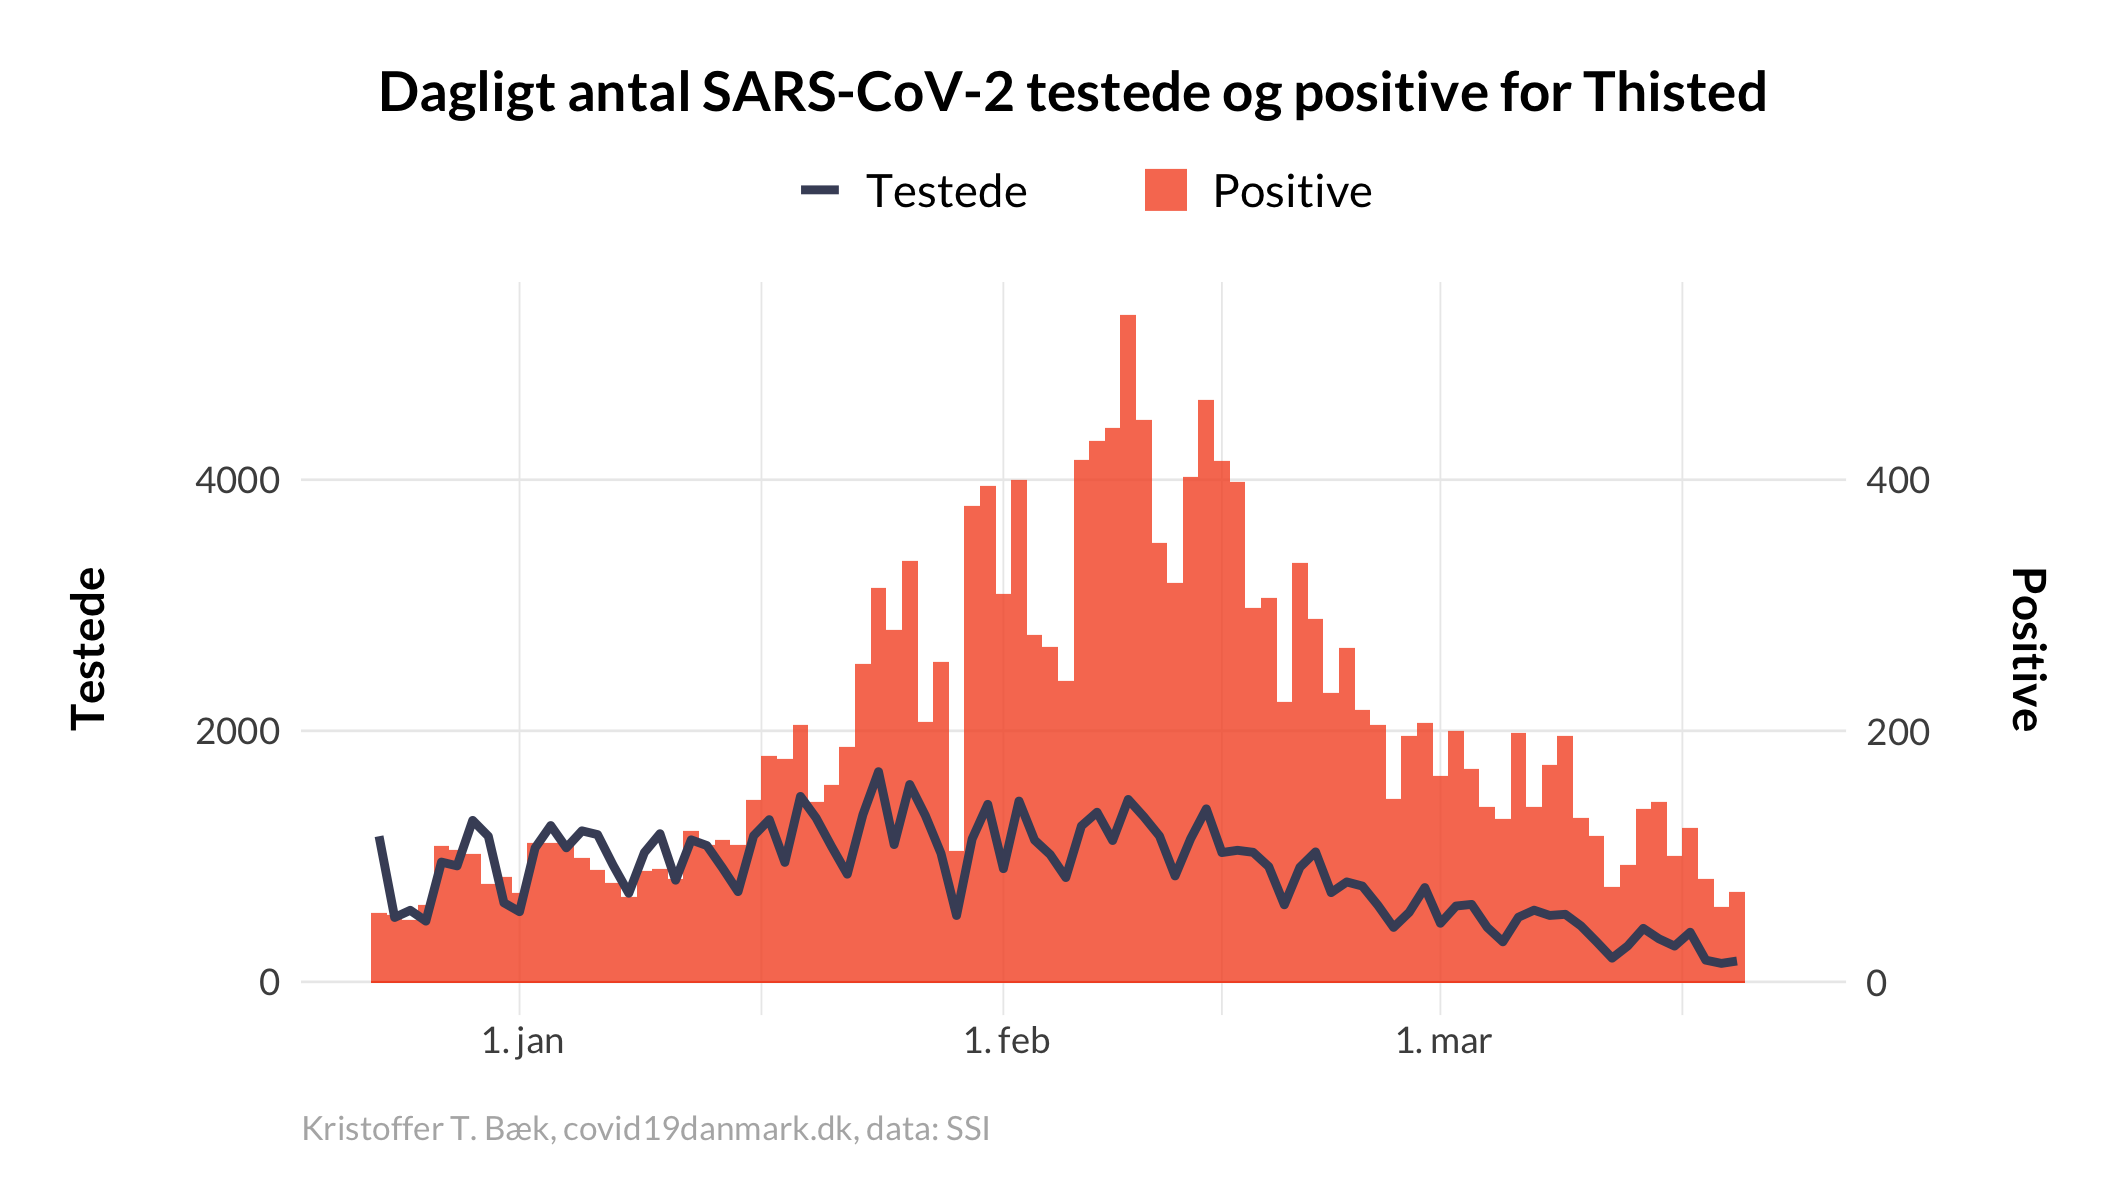 Dagligt antal SARS-CoV-2 testede og positive for Thisted
Testede
Positive
4000
2000
0
400
200
0
Testede
Positive
1. jan
1. feb
1. mar
Kristoffer T. Bæk, covid19danmark.dk, data: SSI